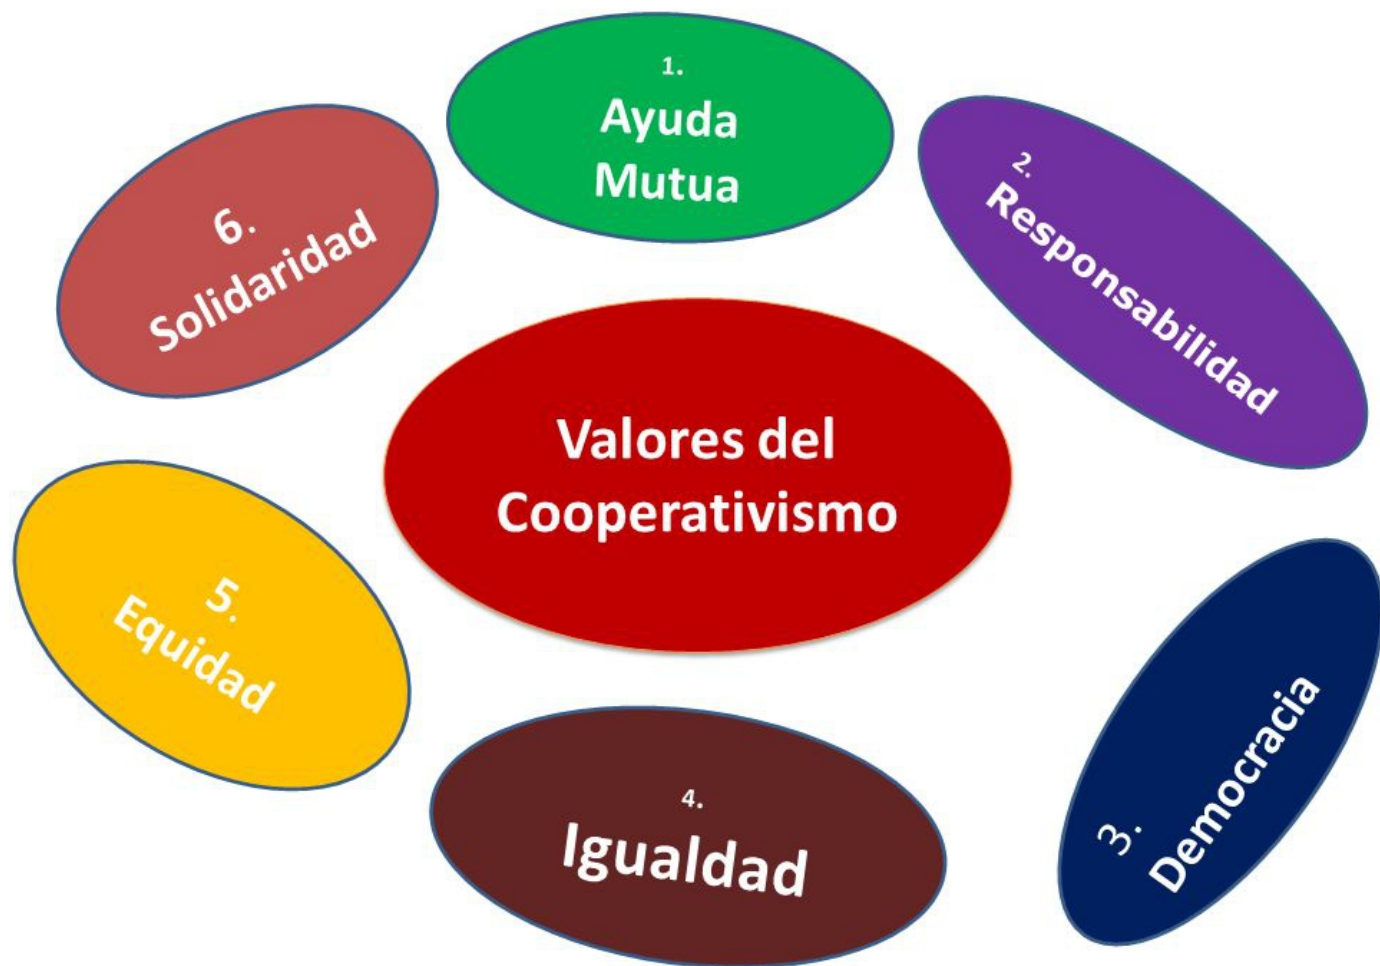 Valores del
Cooperativismo
1.
Ayuda
Mutua
2.
Responsabilidad
3.
Democracia
4.
Igualdad
5.
Equidad
6.
Solidaridad